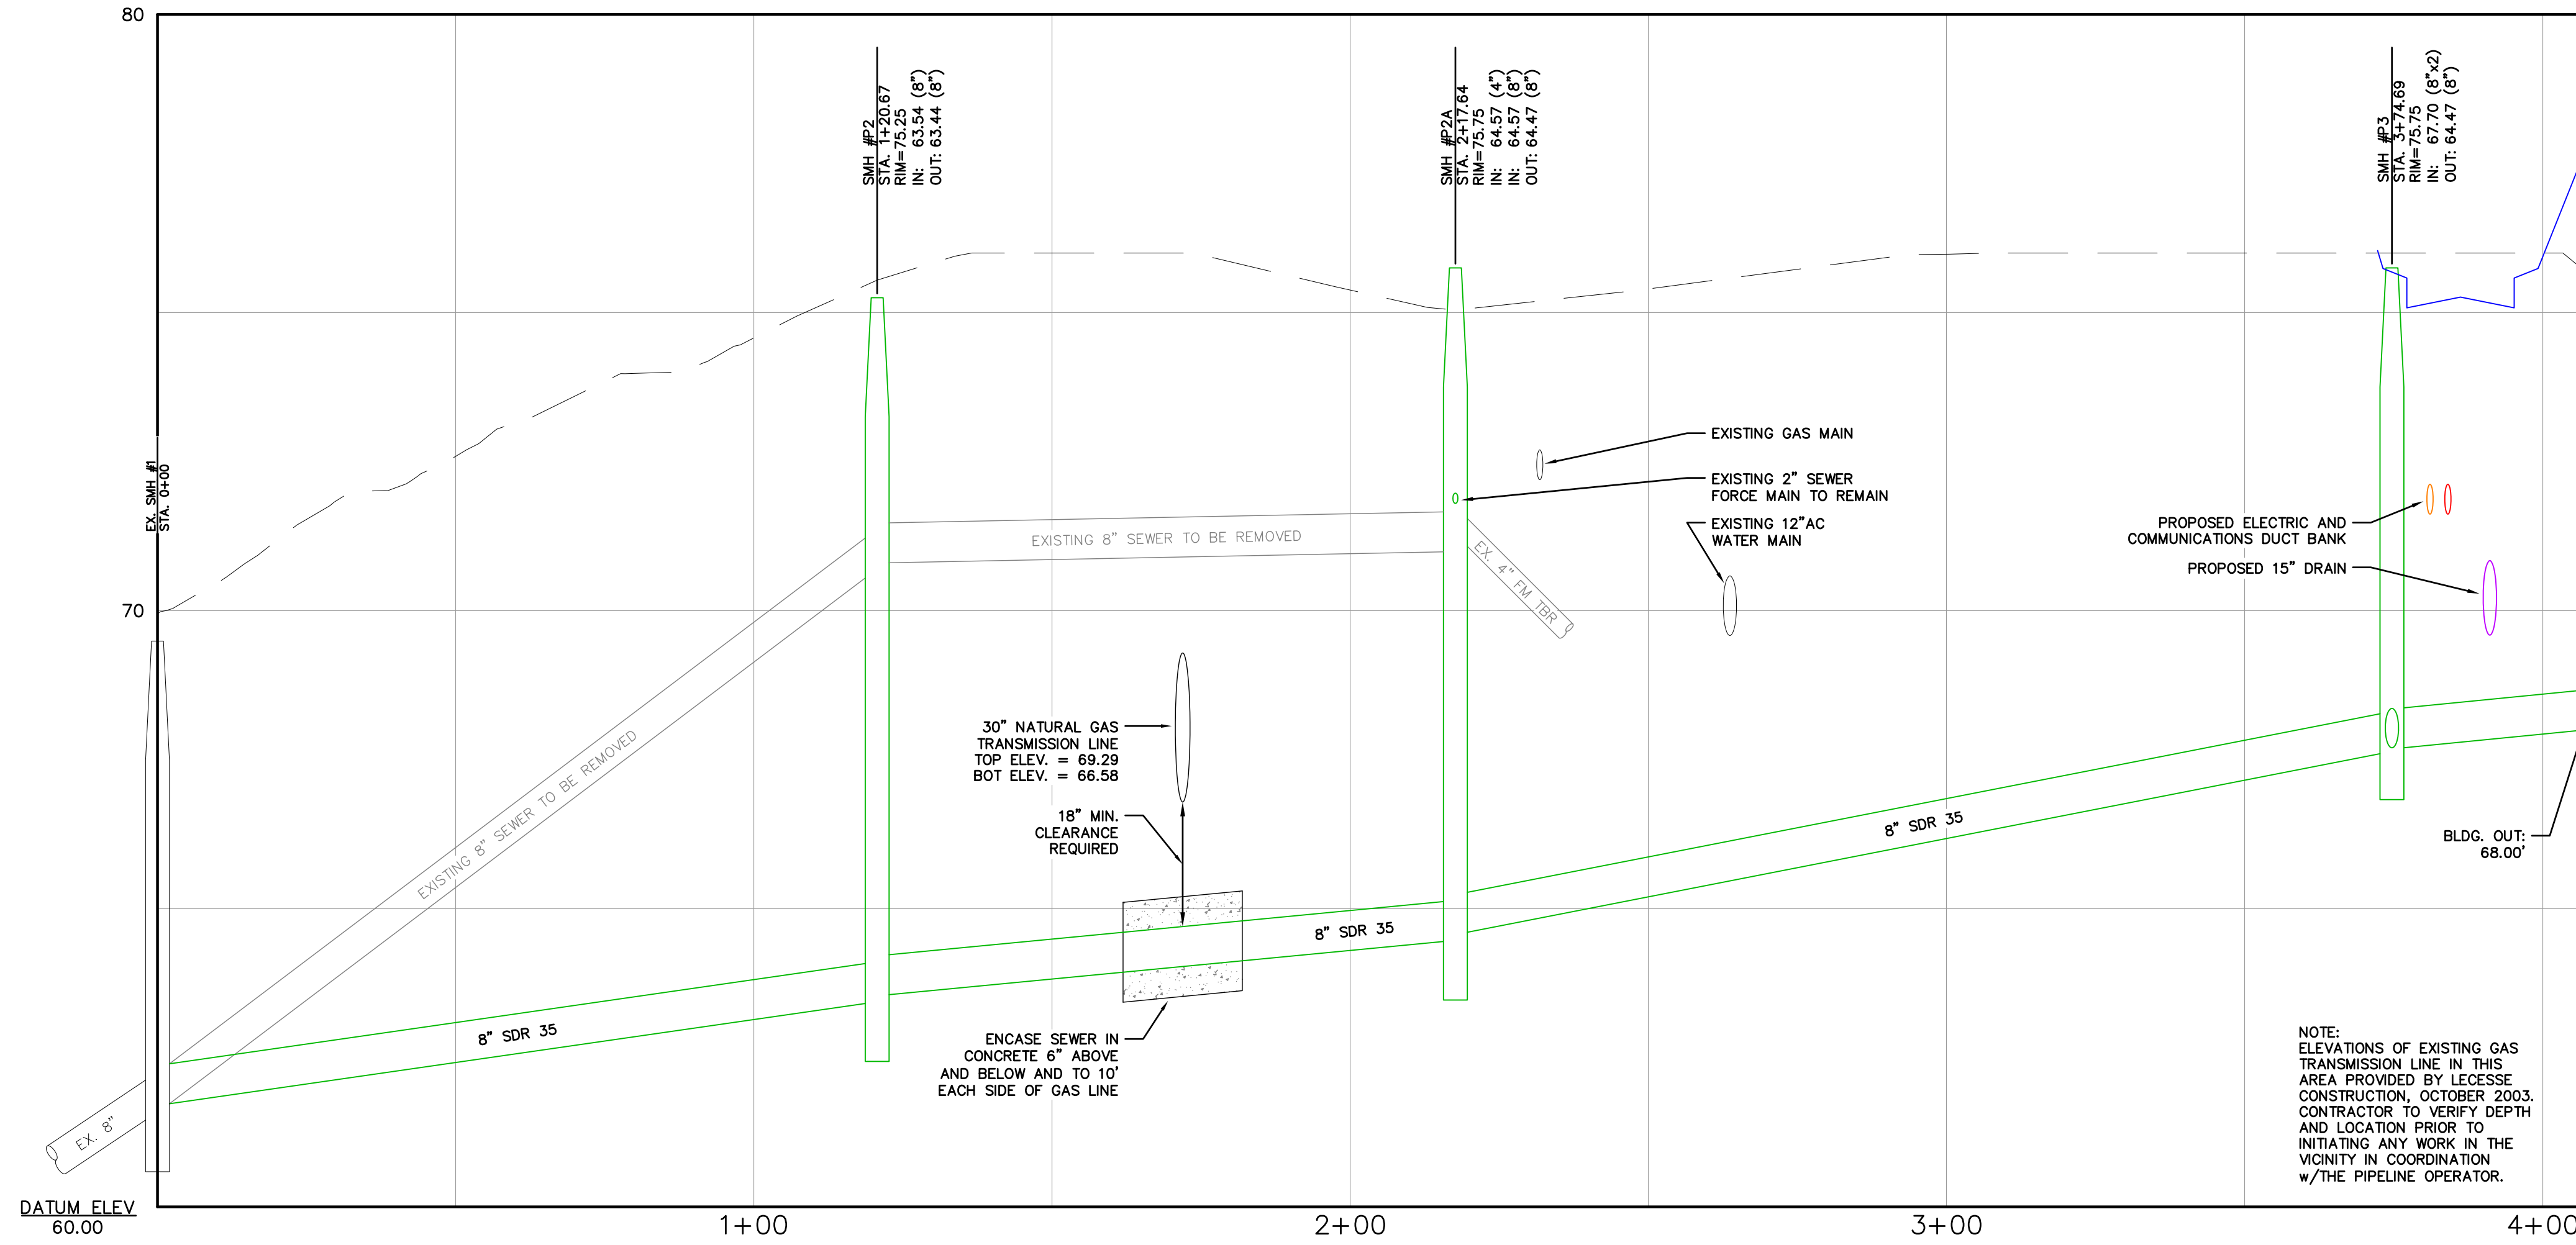 80
SMH #P2
STA. 1+20.67
RIM=75.25
IN: 63.54 (8")
OUT: 63.44 (8")
SMH #P2A
STA. 2+17.64
RIM=75.75
IN: 64.57 (4")
IN: 64.57 (8")
OUT: 64.47 (8")
SMH #P3
STA. 3+74.69
RIM=75.75
IN: 67.70 (8"x2)
OUT: 64.47 (8")
EX. SMH #1
STA. 0+00
EXISTING GAS MAIN
EXISTING 2" SEWER
FORCE MAIN TO REMAIN
EXISTING 12"AC
WATER MAIN
PROPOSED ELECTRIC AND
COMMUNICATIONS DUCT BANK
PROPOSED 15" DRAIN
EXISTING 8" SEWER TO BE REMOVED
EX. 4" FM TBR
70
EXISTING 8" SEWER TO BE REMOVED
30" NATURAL GAS
TRANSMISSION LINE
TOP ELEV. = 69.29
BOT ELEV. = 66.58
18" MIN.
CLEARANCE
REQUIRED
8" SDR 35
BLDG. OUT:
68.00'
8" SDR 35
8" SDR 35
ENCASE SEWER IN
CONCRETE 6" ABOVE
AND BELOW AND TO 10'
EACH SIDE OF GAS LINE
EX. 8"
NOTE:
ELEVATIONS OF EXISTING GAS
TRANSMISSION LINE IN THIS
AREA PROVIDED BY LECESSE
CONSTRUCTION, OCTOBER 2003.
CONTRACTOR TO VERIFY DEPTH
AND LOCATION PRIOR TO
INITIATING ANY WORK IN THE
VICINITY IN COORDINATION
w/THE PIPELINE OPERATOR.
DATUM ELEV
60.00
1+00
2+00
3+00
4+00